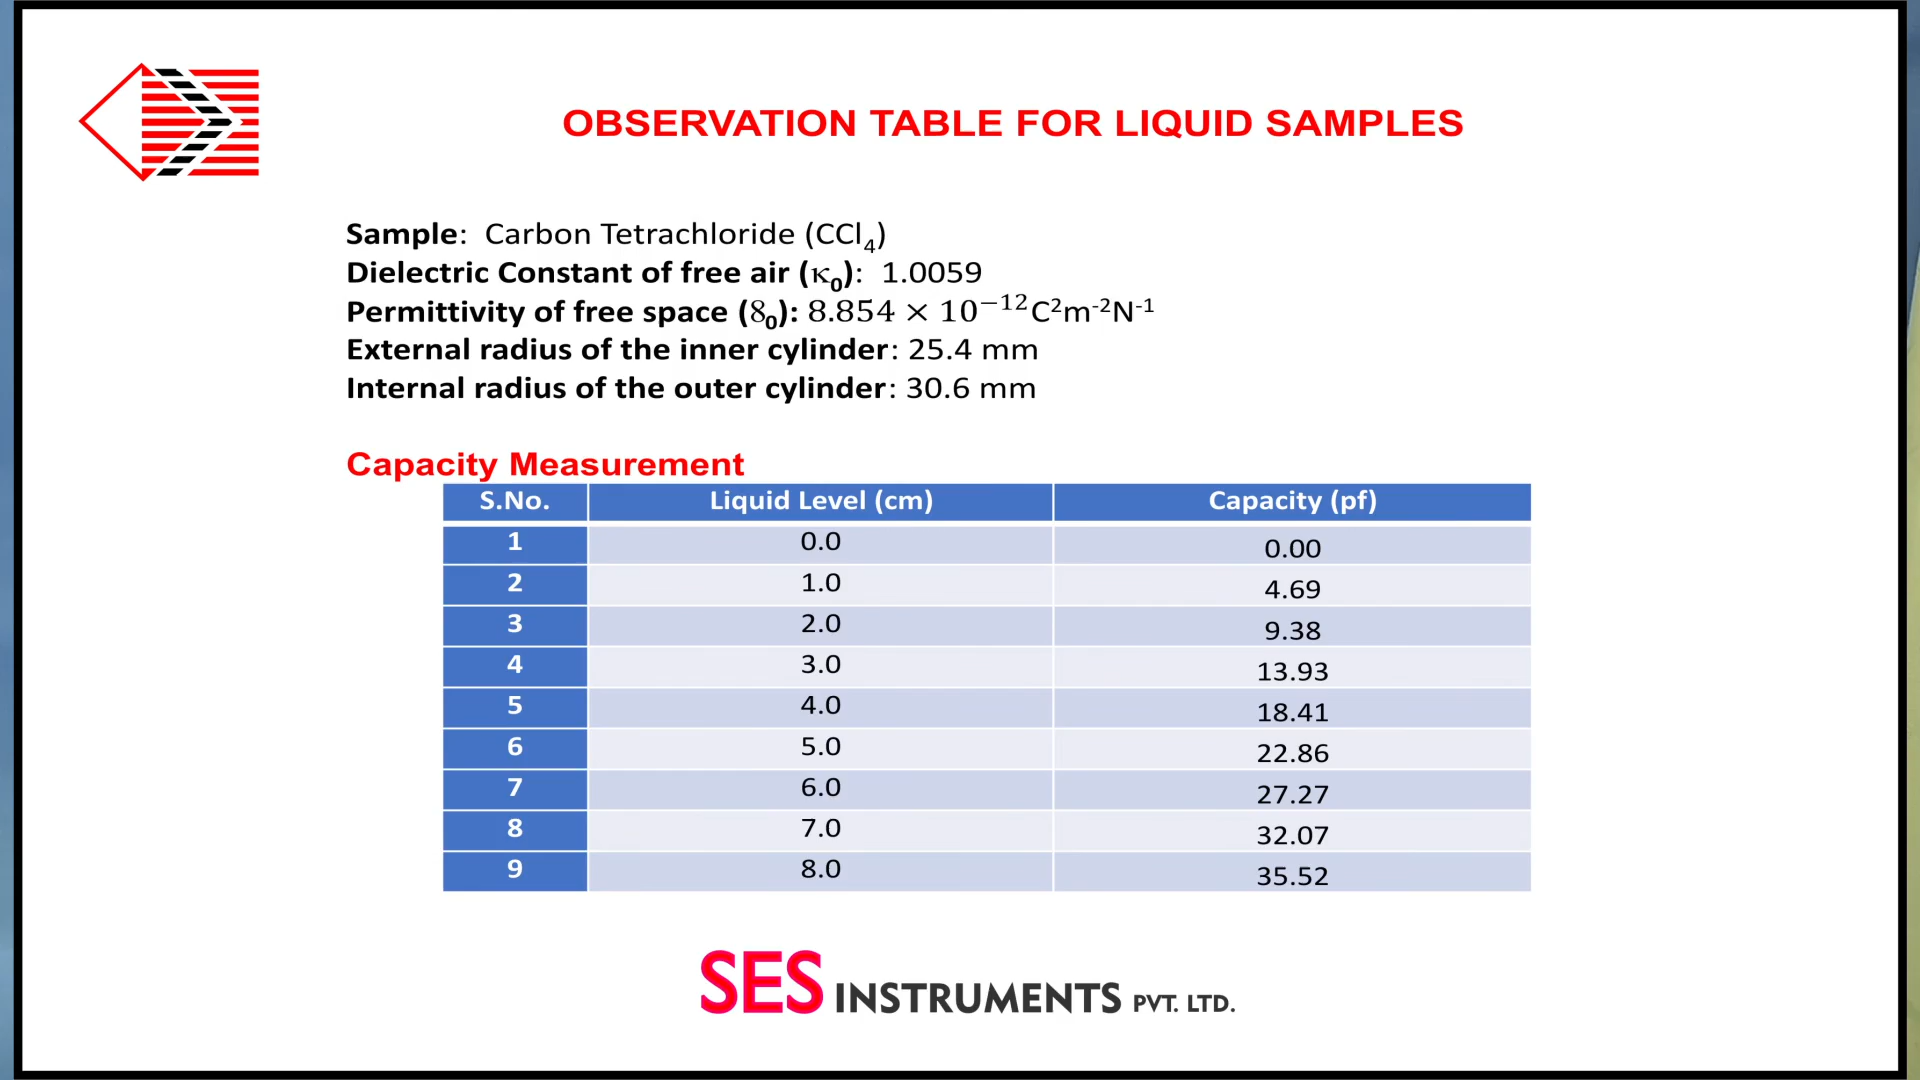 OBSERVATION TABLE FOR LIQUID SAMPLES
Sample: Carbon Tetrachloride (CCl₄)
Dielectric Constant of free air (κ₀): 1.0059
Permittivity of free space (8₀): 8.854 × 10⁻¹²C²m⁻²N⁻¹
External radius of the inner cylinder: 25.4 mm
Internal radius of the outer cylinder: 30.6 mm
Capacity Measurement
S.No. Liquid Level (cm) Capacity (pf)
1 0.0 0.00
2 1.0 4.69
3 2.0 9.38
4 3.0 13.93
5 4.0 18.41
6 5.0 22.86
7 6.0 27.27
8 7.0 32.07
9 8.0 35.52
SES INSTRUMENTS PVT. LTD.